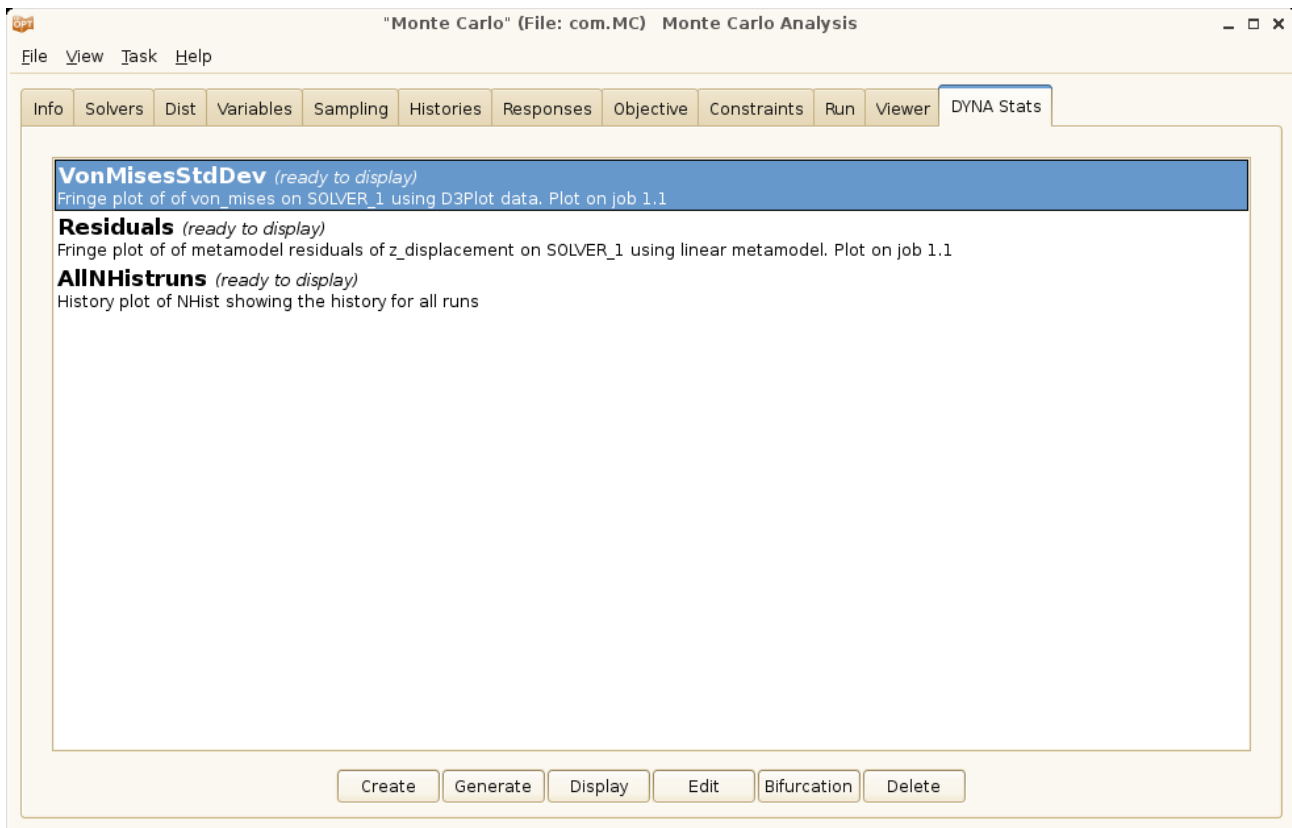 OPT
"Monte Carlo" (File: com.MC) Monte Carlo Analysis
File View Task Help
Info Solvers Dist Variables Sampling Histories Responses Objective Constraints Run Viewer DYNA Stats
VonMisesStdDev (ready to display)
Fringe plot of of von_mises on SOLVER_1 using D3Plot data. Plot on job 1.1
Residuals (ready to display)
Fringe plot of of metamodel residuals of z_displacement on SOLVER_1 using linear metamodel. Plot on job 1.1
AllNHistruns (ready to display)
History plot of NHist showing the history for all runs
Create Generate Display Edit Bifurcation Delete